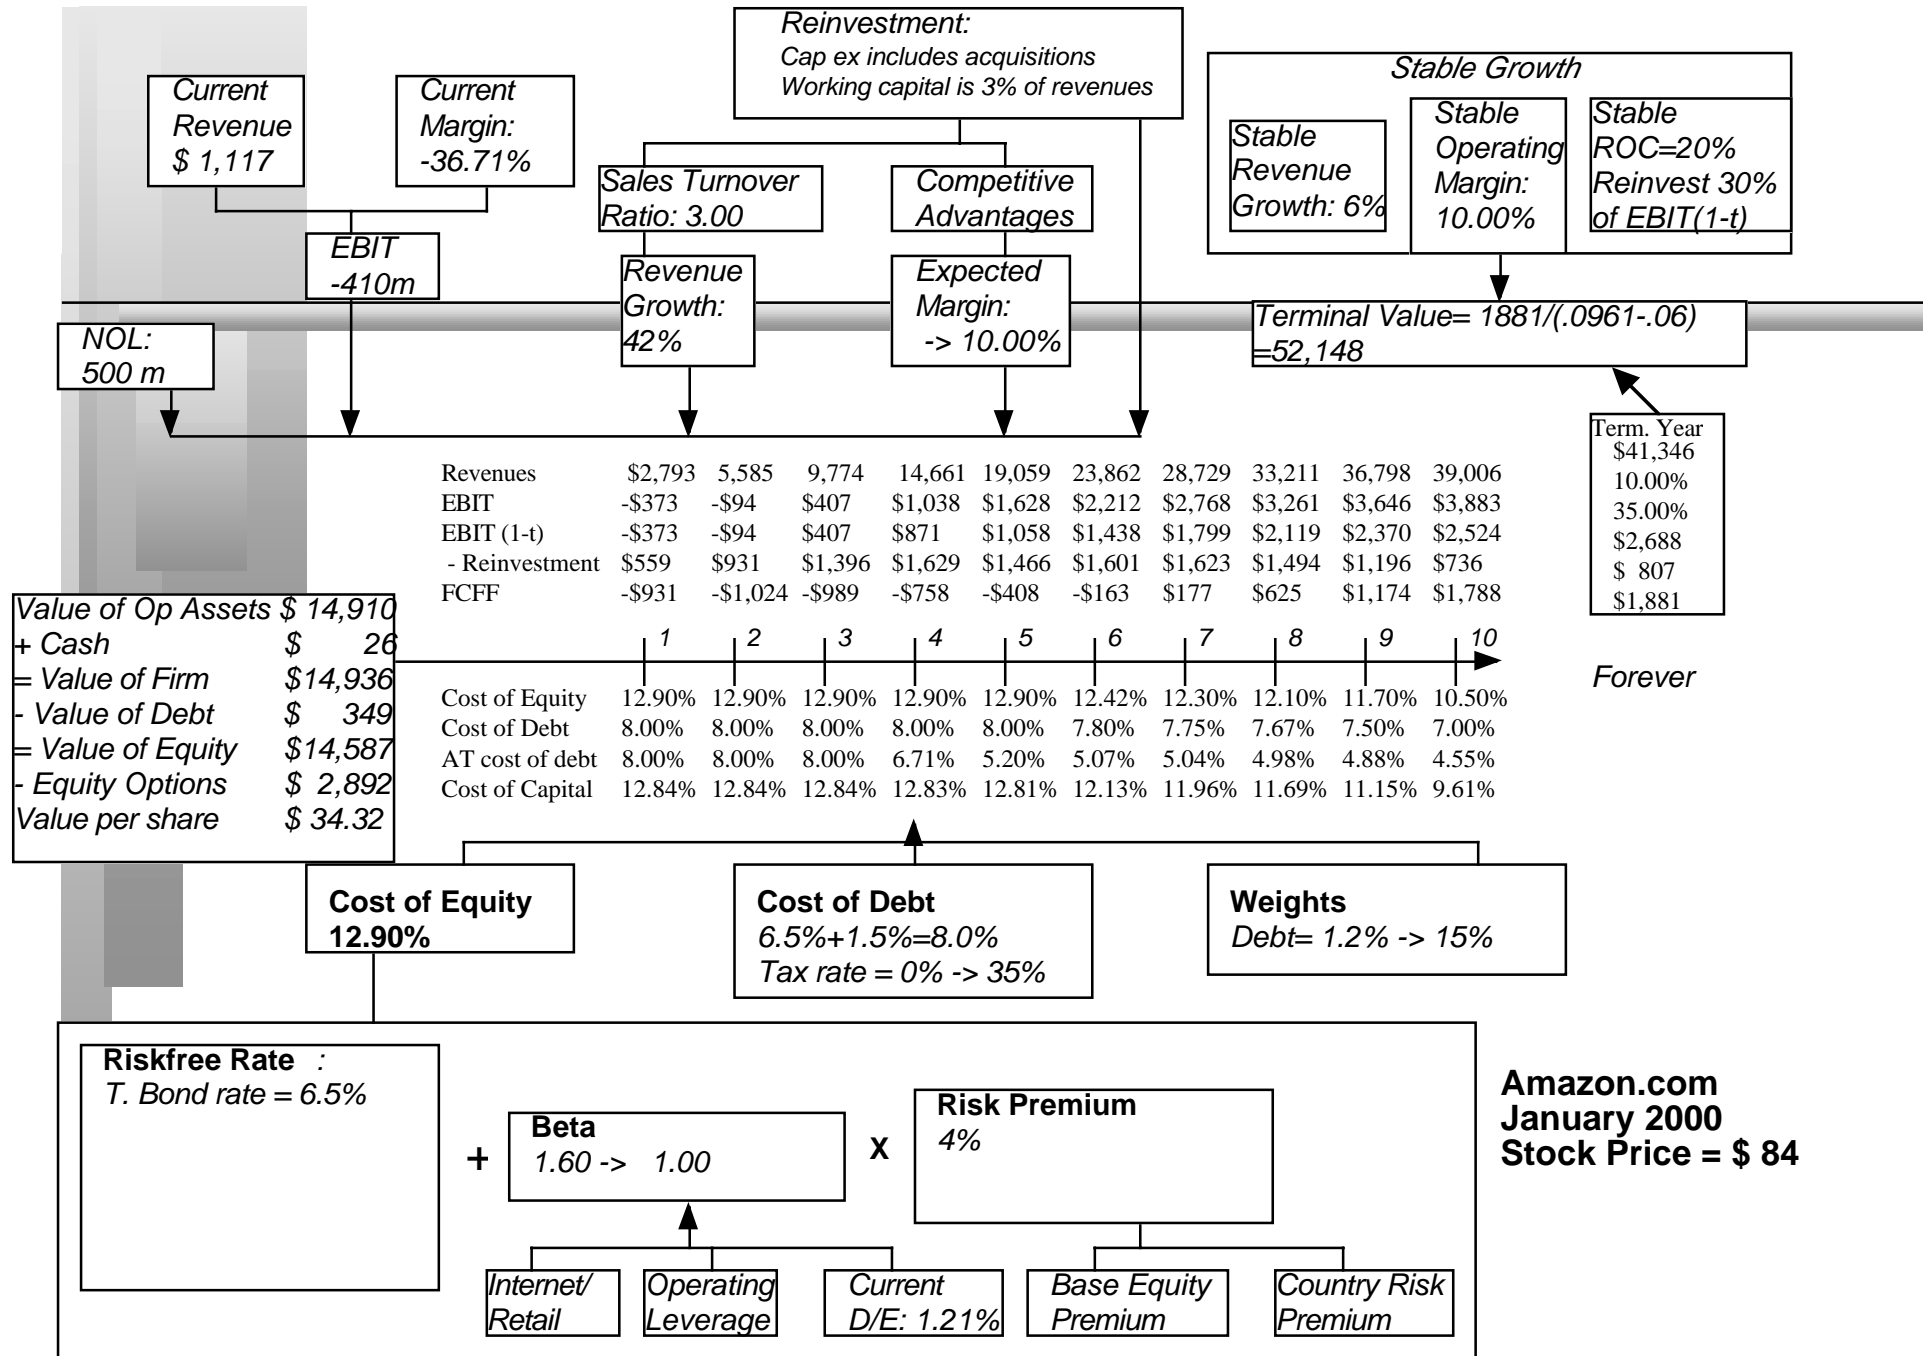 Reinvestment:
Cap ex includes acquisitions
Working capital is 3% of revenues
Current
Revenue
$ 1,117
Current
Margin:
-36.71%
Stable Growth
Stable
Revenue
Growth: 6%
Stable
Operating
Margin:
10.00%
Stable
ROC=20%
Reinvest 30%
of EBIT(1-t)
Sales Turnover
Ratio: 3.00
Competitive
Advantages
EBIT
-410m
Revenue
Growth:
42%
Expected
Margin:
-> 10.00%
NOL:
500 m
Terminal Value= 1881/(.0961-.06)
=52,148
Term. Year
$41,346
10.00%
35.00%
$2,688
$ 807
$1,881
Revenues $2,793 5,585 9,774 14,661 19,059 23,862 28,729 33,211 36,798 39,006
EBIT -$373 -$94 $407 $1,038 $1,628 $2,212 $2,768 $3,261 $3,646 $3,883
EBIT (1-t) -$373 -$94 $407 $871 $1,058 $1,438 $1,799 $2,119 $2,370 $2,524
- Reinvestment $559 $931 $1,396 $1,629 $1,466 $1,601 $1,623 $1,494 $1,196 $736
FCFF -$931 -$1,024 -$989 -$758 -$408 -$163 $177 $625 $1,174 $1,788
1 2 3 4 5 6 7 8 9 10
Forever
Value of Op Assets $ 14,910
+ Cash $ 26
= Value of Firm $14,936
- Value of Debt $ 349
= Value of Equity $14,587
- Equity Options $ 2,892
Value per share $ 34.32
Cost of Equity 12.90% 12.90% 12.90% 12.90% 12.90% 12.42% 12.30% 12.10% 11.70% 10.50%
Cost of Debt 8.00% 8.00% 8.00% 8.00% 8.00% 7.80% 7.75% 7.67% 7.50% 7.00%
AT cost of debt 8.00% 8.00% 8.00% 6.71% 5.20% 5.07% 5.04% 4.98% 4.88% 4.55%
Cost of Capital 12.84% 12.84% 12.84% 12.83% 12.81% 12.13% 11.96% 11.69% 11.15% 9.61%
Cost of Equity
12.90%
Cost of Debt
6.5%+1.5%=8.0%
Tax rate = 0% -> 35%
Weights
Debt= 1.2% -> 15%
Riskfree Rate :
T. Bond rate = 6.5%
+
Beta
1.60 -> 1.00
X
Risk Premium
4%
Amazon.com
January 2000
Stock Price = $ 84
Internet/
Retail
Operating
Leverage
Current
D/E: 1.21%
Base Equity
Premium
Country Risk
Premium